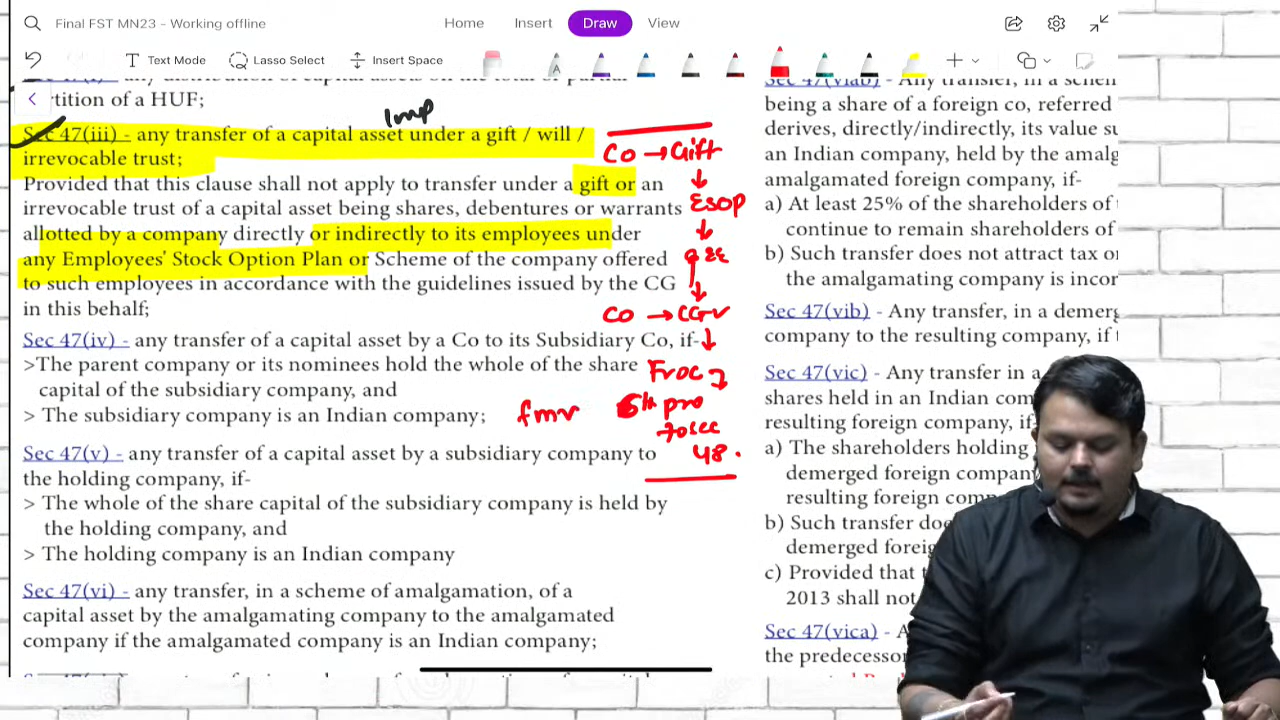 Final FST MN23 - Working offline
Home Insert Draw View
Text Mode Lasso Select Insert Space
rtition of a HUF;
Imp
Sec 47(iii) - any transfer of a capital asset under a gift / will /
irrevocable trust;
Provided that this clause shall not apply to transfer under a gift or an
irrevocable trust of a capital asset being shares, debentures or warrants
allotted by a company directly or indirectly to its employees under
any Employees' Stock Option Plan or Scheme of the company offered
to such employees in accordance with the guidelines issued by the CG
in this behalf;
Sec 47(iv) - any transfer of a capital asset by a Co to its Subsidiary Co, if-
>The parent company or its nominees hold the whole of the share
capital of the subsidiary company, and
> The subsidiary company is an Indian company;
Sec 47(v) - any transfer of a capital asset by a subsidiary company to
the holding company, if-
> The whole of the share capital of the subsidiary company is held by
the holding company, and
> The holding company is an Indian company
Sec 47(vi) - any transfer, in a scheme of amalgamation, of a
capital asset by the amalgamating company to the amalgamated
company if the amalgamated company is an Indian company;
Co → Gift
↓
ESOP
↓
↓
Co →
↓
FVOC
6th pro
to sec
48.
fmv
Sec 47(viab) - Any transfer, in a schem
being a share of a foreign co, referred
derives, directly/indirectly, its value su
an Indian company, held by the amalg
amalgamated foreign company, if-
a) At least 25% of the shareholders of
continue to remain shareholders of
b) Such transfer does not attract tax o
the amalgamating company is incor
Sec 47(vib) - Any transfer, in a demerg
company to the resulting company, if
Sec 47(vic) - Any transfer in a
shares held in an Indian com
resulting foreign company, if
a) The shareholders holding
demerged foreign company
resulting foreign comp
b) Such transfer doe
demerged foreig
c) Provided that
2013 shall not
Sec 47(vica) - A
the predecessor